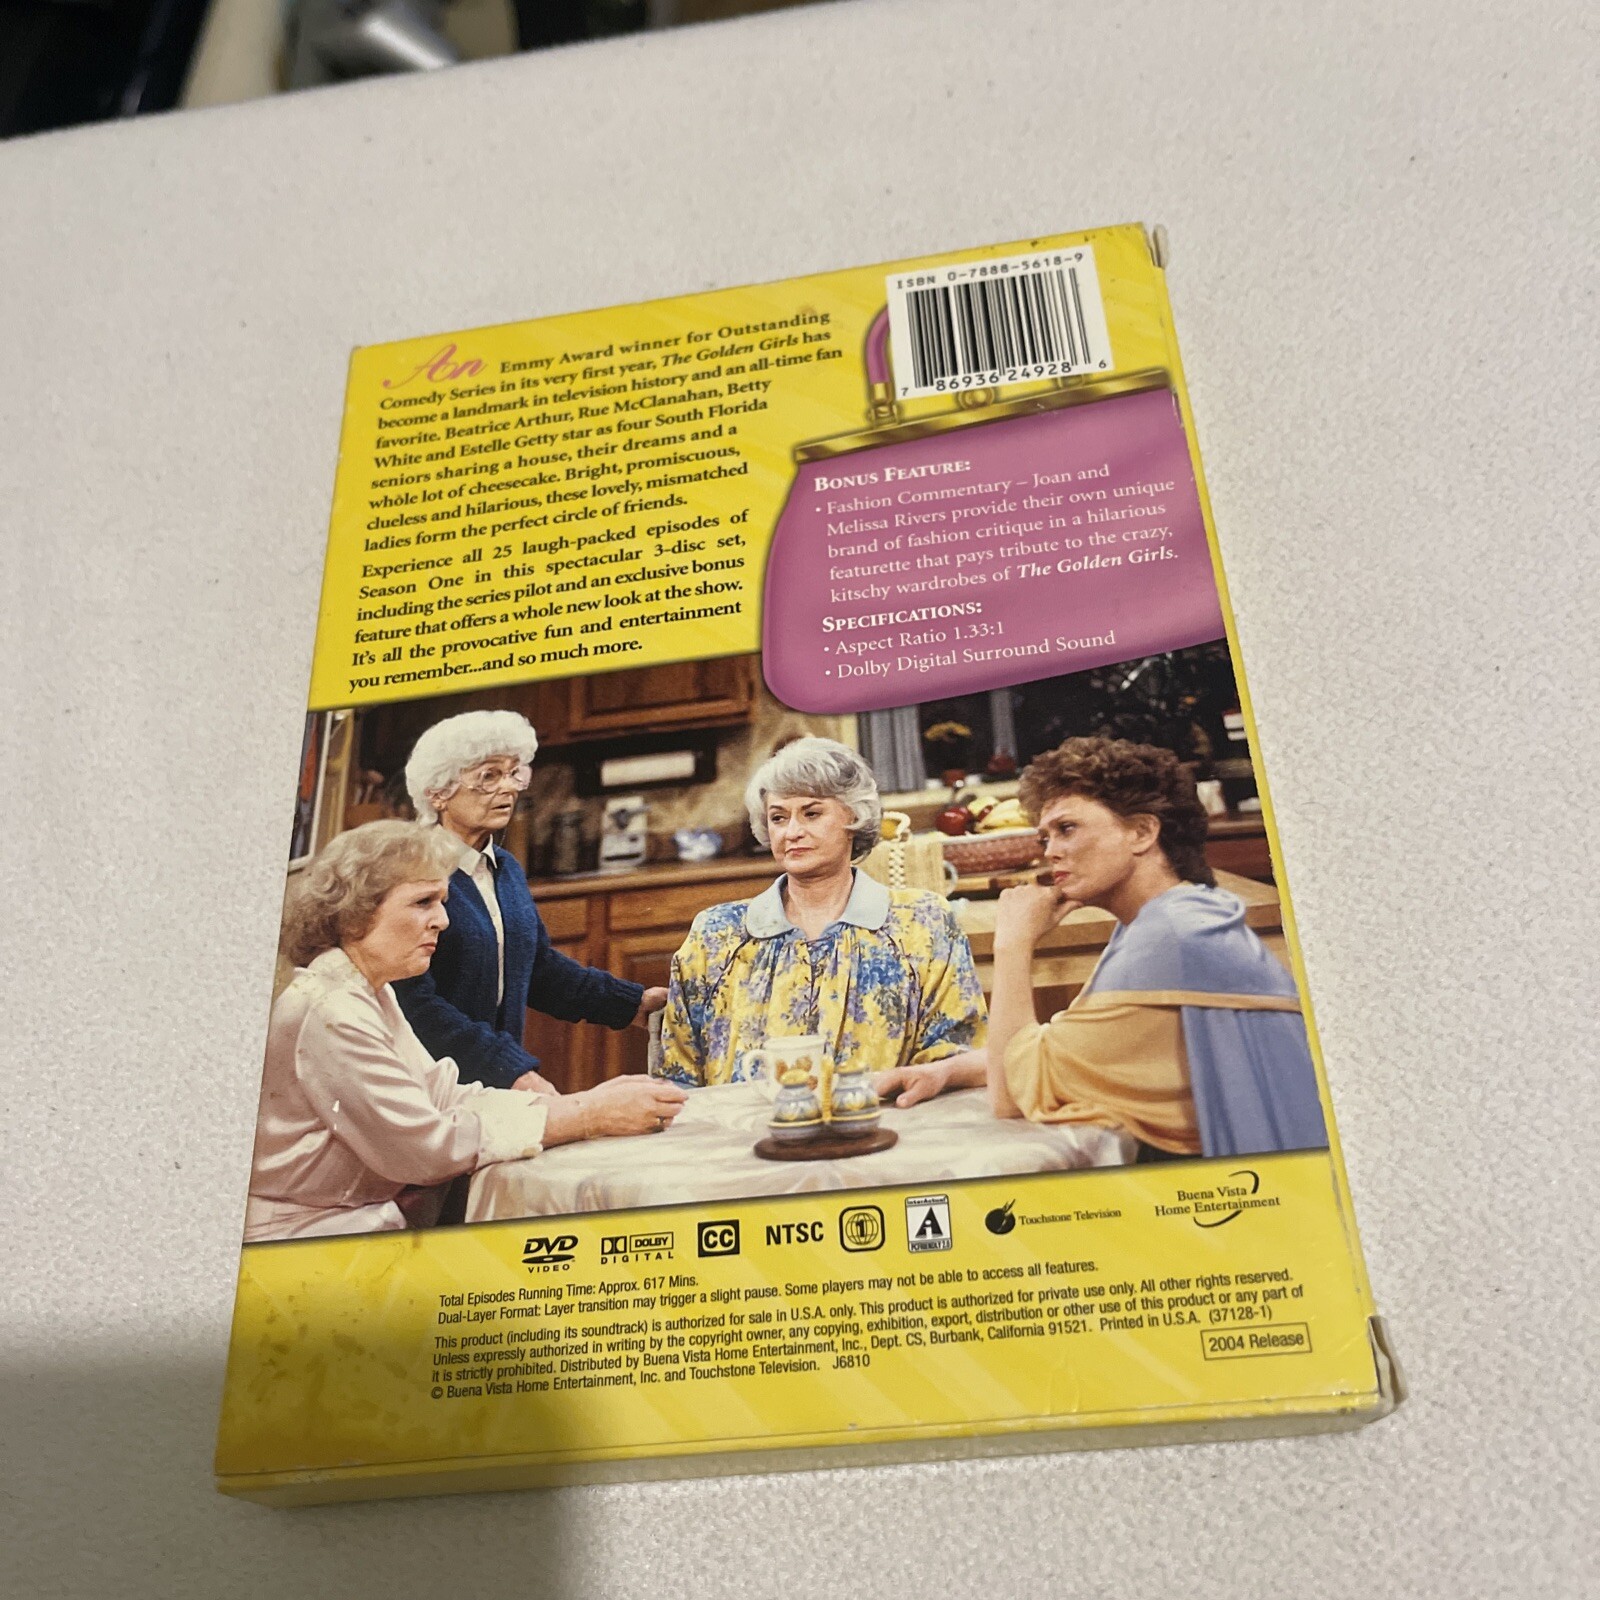 An Emmy Award winner for Outstanding
Comedy Series in its very first year, The Golden Girls has
become a landmark in television history and an all-time fan
favorite. Beatrice Arthur, Rue McClanahan, Betty
White and Estelle Getty star as four South Florida
seniors sharing a house, their dreams and a
whole lot of cheesecake. Bright, promiscuous,
clueless and hilarious, these lovely, mismatched
ladies form the perfect circle of friends.
Experience all 25 laugh-packed episodes of
Season One in this spectacular 3-disc set,
including the series pilot and an exclusive bonus
feature that offers a whole new look at the show.
It's all the provocative fun and entertainment
you remember...and so much more.
ISBN 0-7888-5618-9
7 86936 24928 6
BONUS FEATURE:
• Fashion Commentary – Joan and
Melissa Rivers provide their own unique
brand of fashion critique in a hilarious
featurette that pays tribute to the crazy,
kitschy wardrobes of The Golden Girls.
SPECIFICATIONS:
• Aspect Ratio 1.33:1
• Dolby Digital Surround Sound
DVD VIDEO
DOLBY DIGITAL
CC
NTSC
1
InterActual PCFRIENDLY 2.0
Touchstone Television
Buena Vista
Home Entertainment
Total Episodes Running Time: Approx. 617 Mins.
Dual-Layer Format: Layer transition may trigger a slight pause. Some players may not be able to access all features.
This product (including its soundtrack) is authorized for sale in U.S.A. only. This product is authorized for private use only. All other rights reserved.
Unless expressly authorized in writing by the copyright owner, any copying, exhibition, export, distribution or other use of this product or any part of
it is strictly prohibited. Distributed by Buena Vista Home Entertainment, Inc., Dept. CS, Burbank, California 91521. Printed in U.S.A. (37128-1)
© Buena Vista Home Entertainment, Inc. and Touchstone Television. J6810
2004 Release